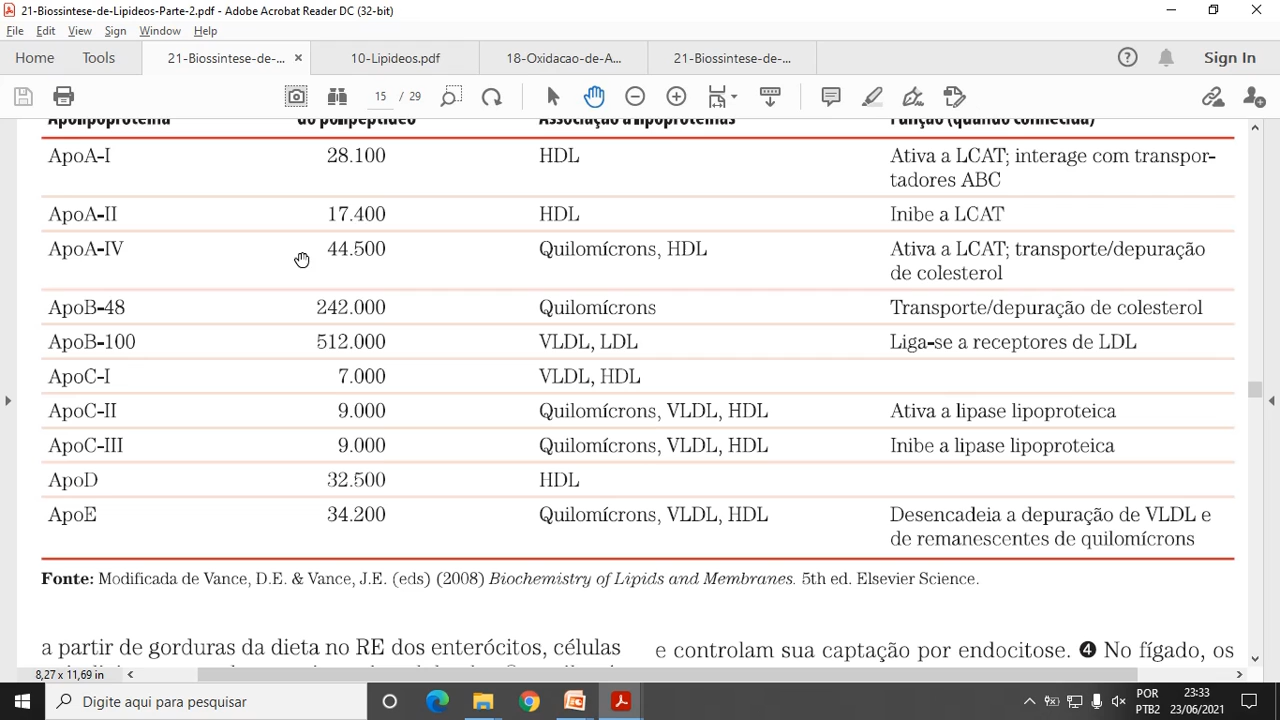 21-Biossintese-de-Lipideos-Parte-2.pdf - Adobe Acrobat Reader DC (32-bit)
File Edit View Sign Window Help
Home Tools 21-Biossintese-de-... × 10-Lipideos.pdf 18-Oxidacao-de-A... 21-Biossintese-de-... Sign In
15 / 29
Apolipoproteína do polipeptídeo Associação a lipoproteínas Função (quando conhecida)
ApoA-I 28.100 HDL Ativa a LCAT; interage com transpor-
tadores ABC
ApoA-II 17.400 HDL Inibe a LCAT
ApoA-IV 44.500 Quilomícrons, HDL Ativa a LCAT; transporte/depuração
de colesterol
ApoB-48 242.000 Quilomícrons Transporte/depuração de colesterol
ApoB-100 512.000 VLDL, LDL Liga-se a receptores de LDL
ApoC-I 7.000 VLDL, HDL
ApoC-II 9.000 Quilomícrons, VLDL, HDL Ativa a lipase lipoproteica
ApoC-III 9.000 Quilomícrons, VLDL, HDL Inibe a lipase lipoproteica
ApoD 32.500 HDL
ApoE 34.200 Quilomícrons, VLDL, HDL Desencadeia a depuração de VLDL e
de remanescentes de quilomícrons
Fonte: Modificada de Vance, D.E. & Vance, J.E. (eds) (2008) Biochemistry of Lipids and Membranes. 5th ed. Elsevier Science.
a partir de gorduras da dieta no RE dos enterócitos, células
e controlam sua captação por endocitose. ❹ No fígado, os
8,27 x 11,69 in
Digite aqui para pesquisar
POR
PTB2
23:33
23/06/2021